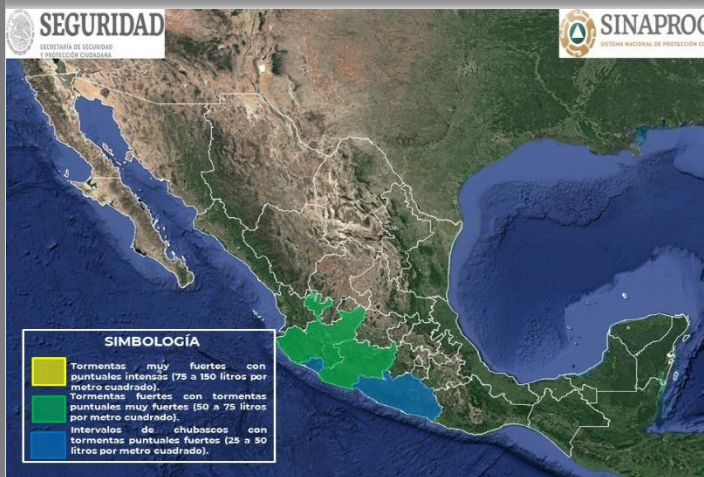 SEGURIDAD
SECRETARÍA DE SEGURIDAD
Y PROTECCIÓN CIUDADANA
SINAPROC
SISTEMA NACIONAL DE PROTECCIÓN CI
SIMBOLOGÍA
Tormentas muy fuertes con
puntuales intensas (75 a 150 litros por
metro cuadrado).
Tormentas fuertes con tormentas
puntuales muy fuertes (50 a 75 litros
por metro cuadrado).
Intervalos de chubascos con
tormentas puntuales fuertes (25 a 50
litros por metro cuadrado).